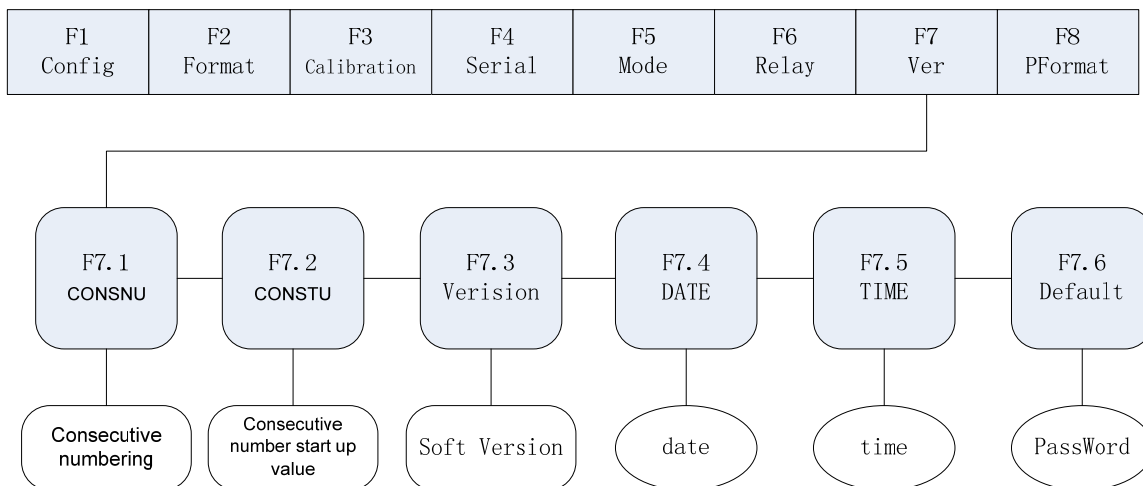 F1
Config
F2
Format
F3
Calibration
F4
Serial
F5
Mode
F6
Relay
F7
Ver
F8
PFormat
F7.1
CONSNU
F7.2
CONSTU
F7.3
Verision
F7.4
DATE
F7.5
TIME
F7.6
Default
Consecutive
numbering
Consecutive
number start up
value
Soft Version
date
time
PassWord